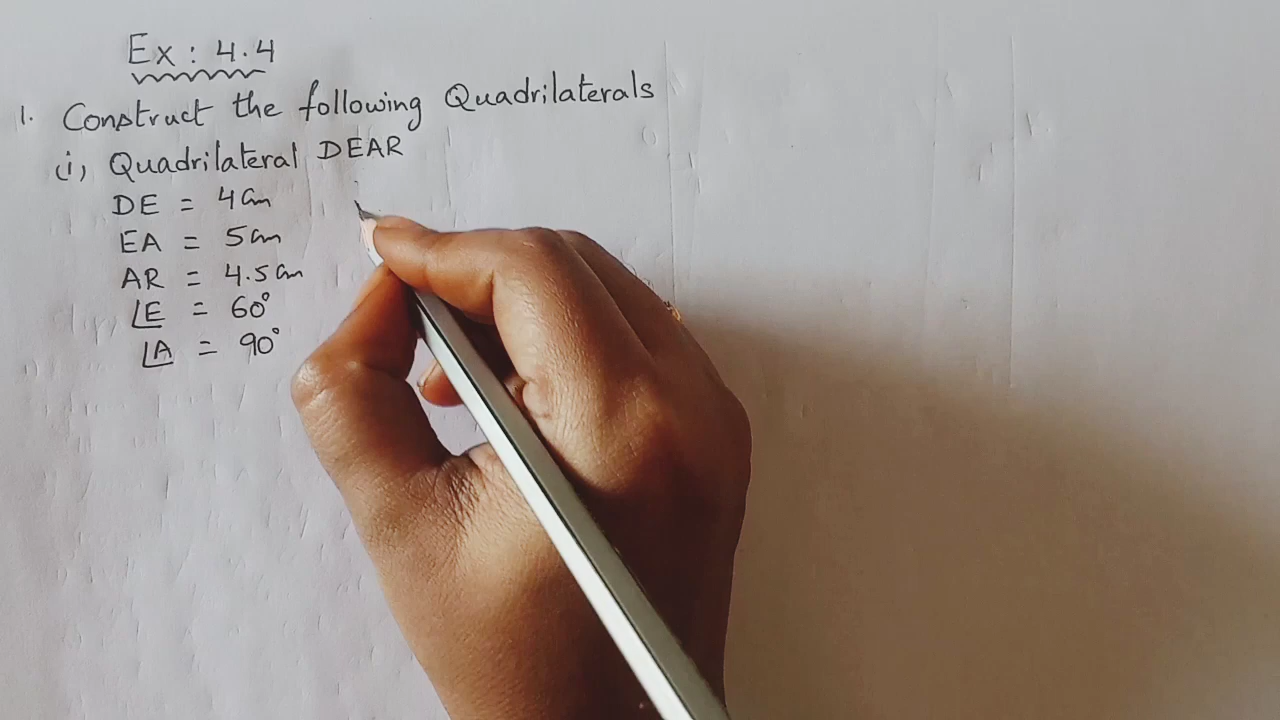 Ex : 4.4
1. Construct the following Quadrilaterals
(i) Quadrilateral DEAR
DE = 4cm
EA = 5cm
AR = 4.5cm
∠E = 60°
∠A = 90°